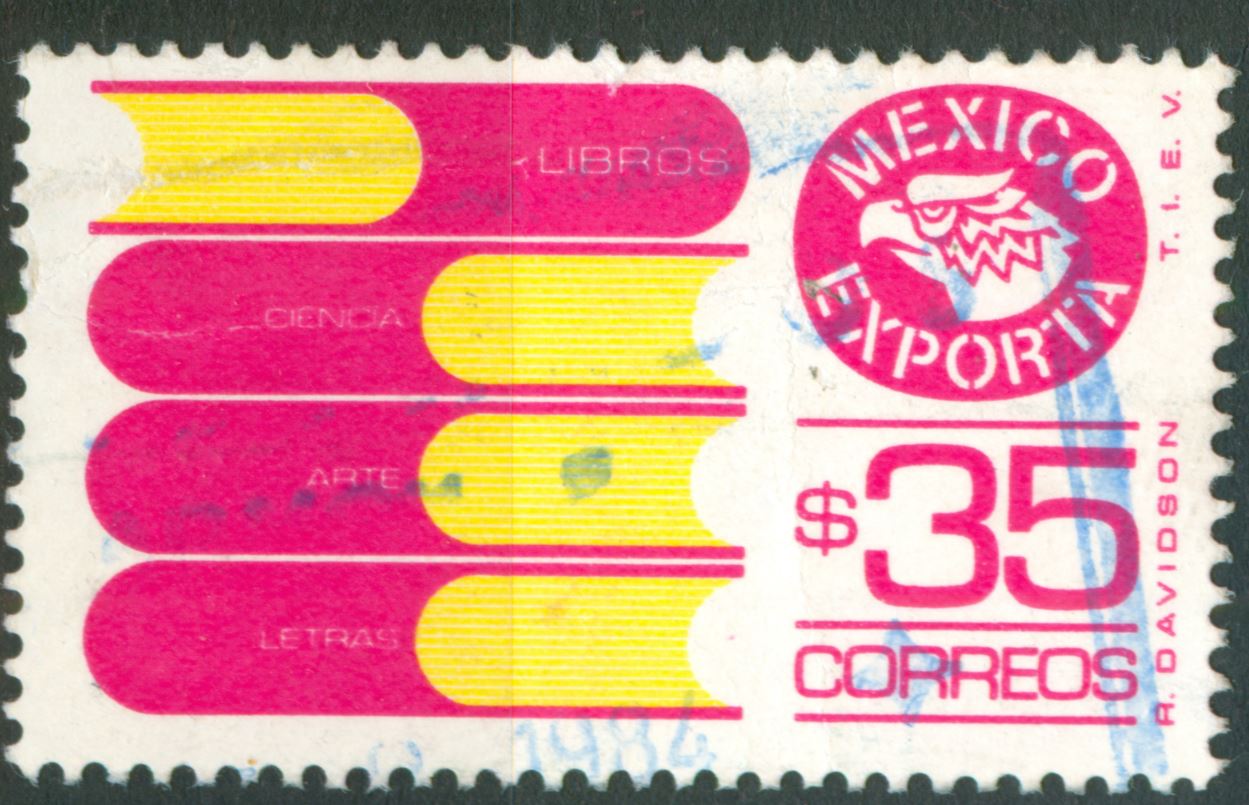 LIBROS
CIENCIA
ARTE
LETRAS
MEXICO
EXPORTA
$35
CORREOS
T. I. E. V.
R. DAVIDSON
1984